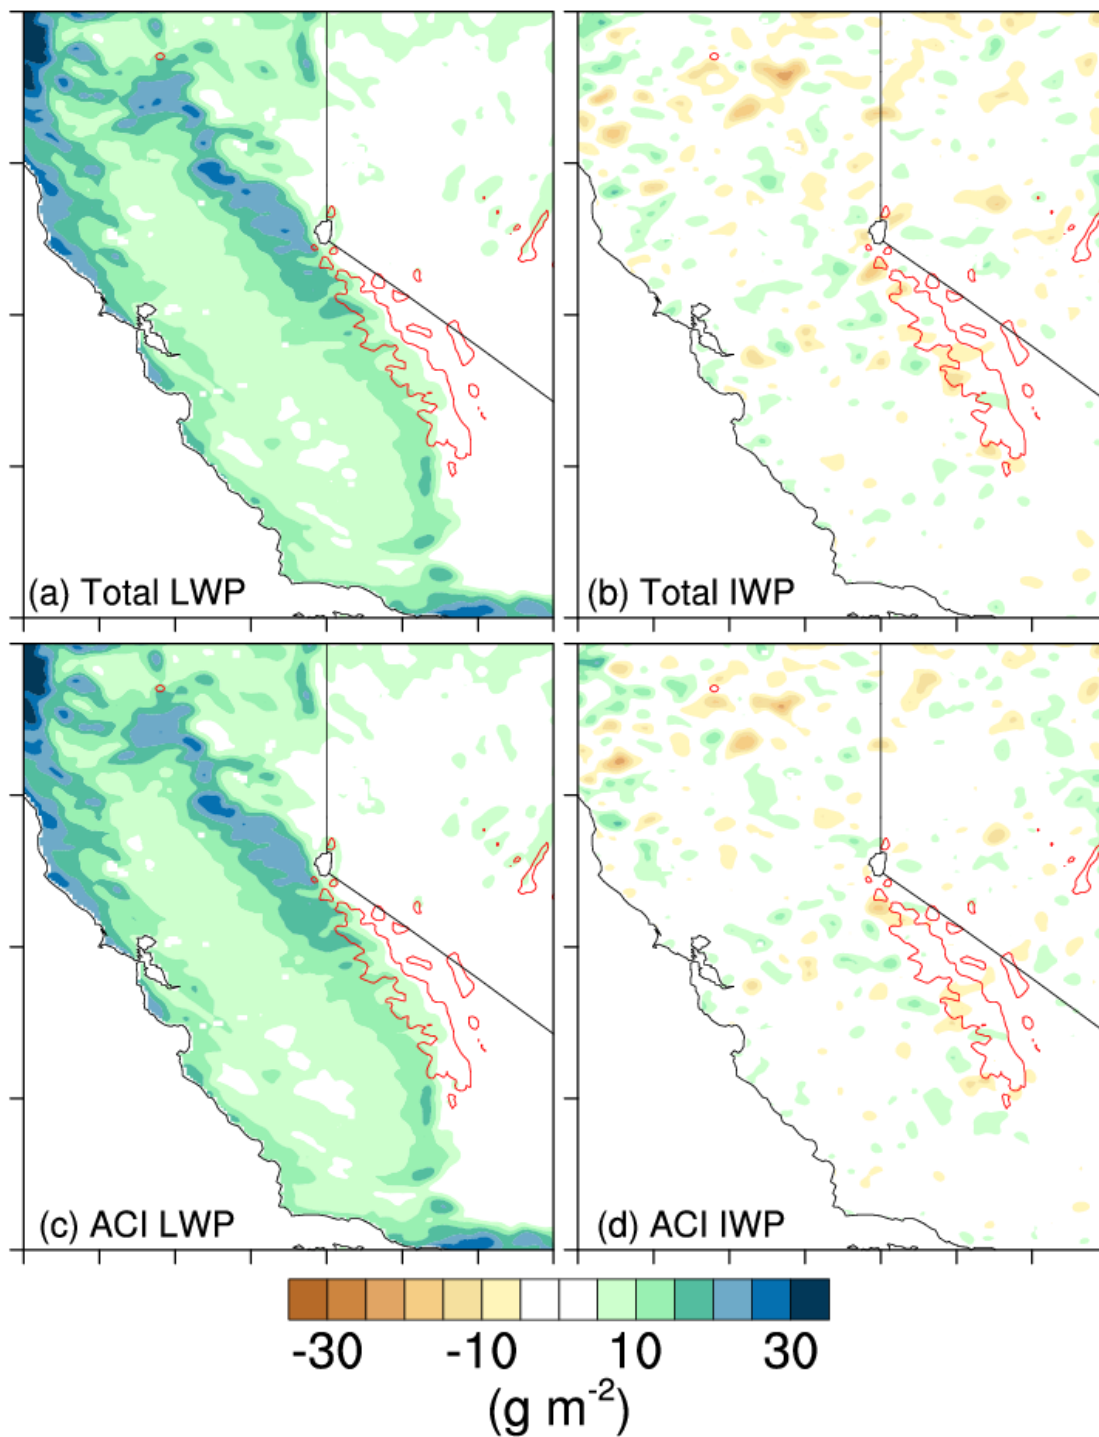 (a) Total LWP
(b) Total IWP
(c) ACI LWP
(d) ACI IWP
-30 -10 10 30
(g m⁻²)